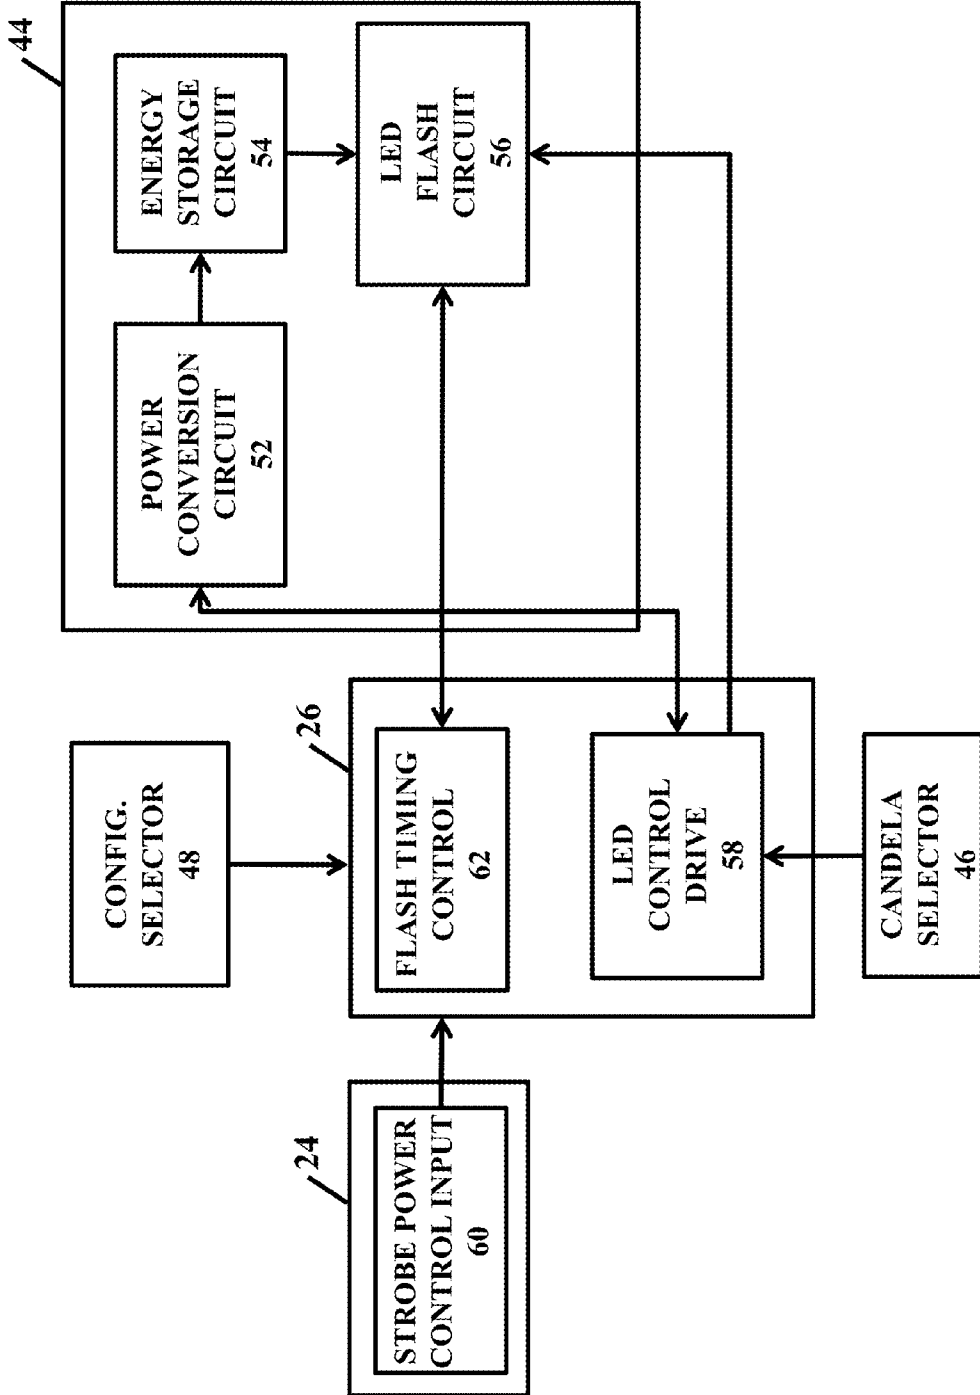 24
STROBE POWER
CONTROL INPUT
60
CONFIG.
SELECTOR
48
26
FLASH TIMING
CONTROL
62
LED
CONTROL
DRIVE
58
CANDELA
SELECTOR
46
44
POWER
CONVERSION
CIRCUIT
52
ENERGY
STORAGE
CIRCUIT
54
LED
FLASH
CIRCUIT
56